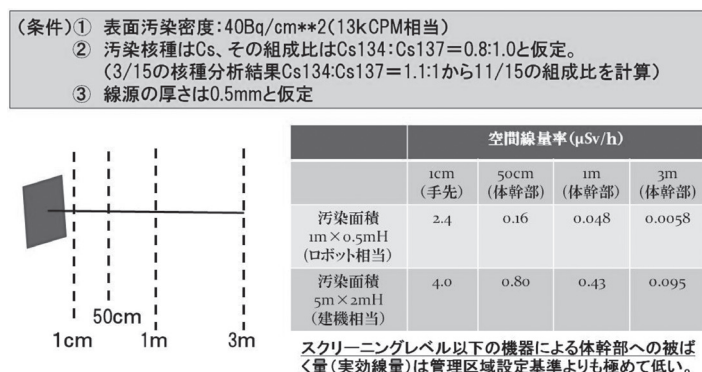 (条件)① 表面汚染密度:40Bq/cm**2(13kCPM相当)
② 汚染核種はCs、その組成比はCs134:Cs137=0.8:1.0と仮定。
(3/15の核種分析結果Cs134:Cs137=1.1:1から11/15の組成比を計算)
③ 線源の厚さは0.5mmと仮定
50cm
1cm 1m 3m
空間線量率(μSv/h)
1cm 50cm 1m 3m
(手先) (体幹部) (体幹部) (体幹部)
汚染面積
1m×0.5mH
(ロボット相当)
2.4 0.16 0.048 0.0058
汚染面積
5m×2mH
(建機相当)
4.0 0.80 0.43 0.095
スクリーニングレベル以下の機器による体幹部への被ば
く量(実効線量)は管理区域設定基準よりも極めて低い。